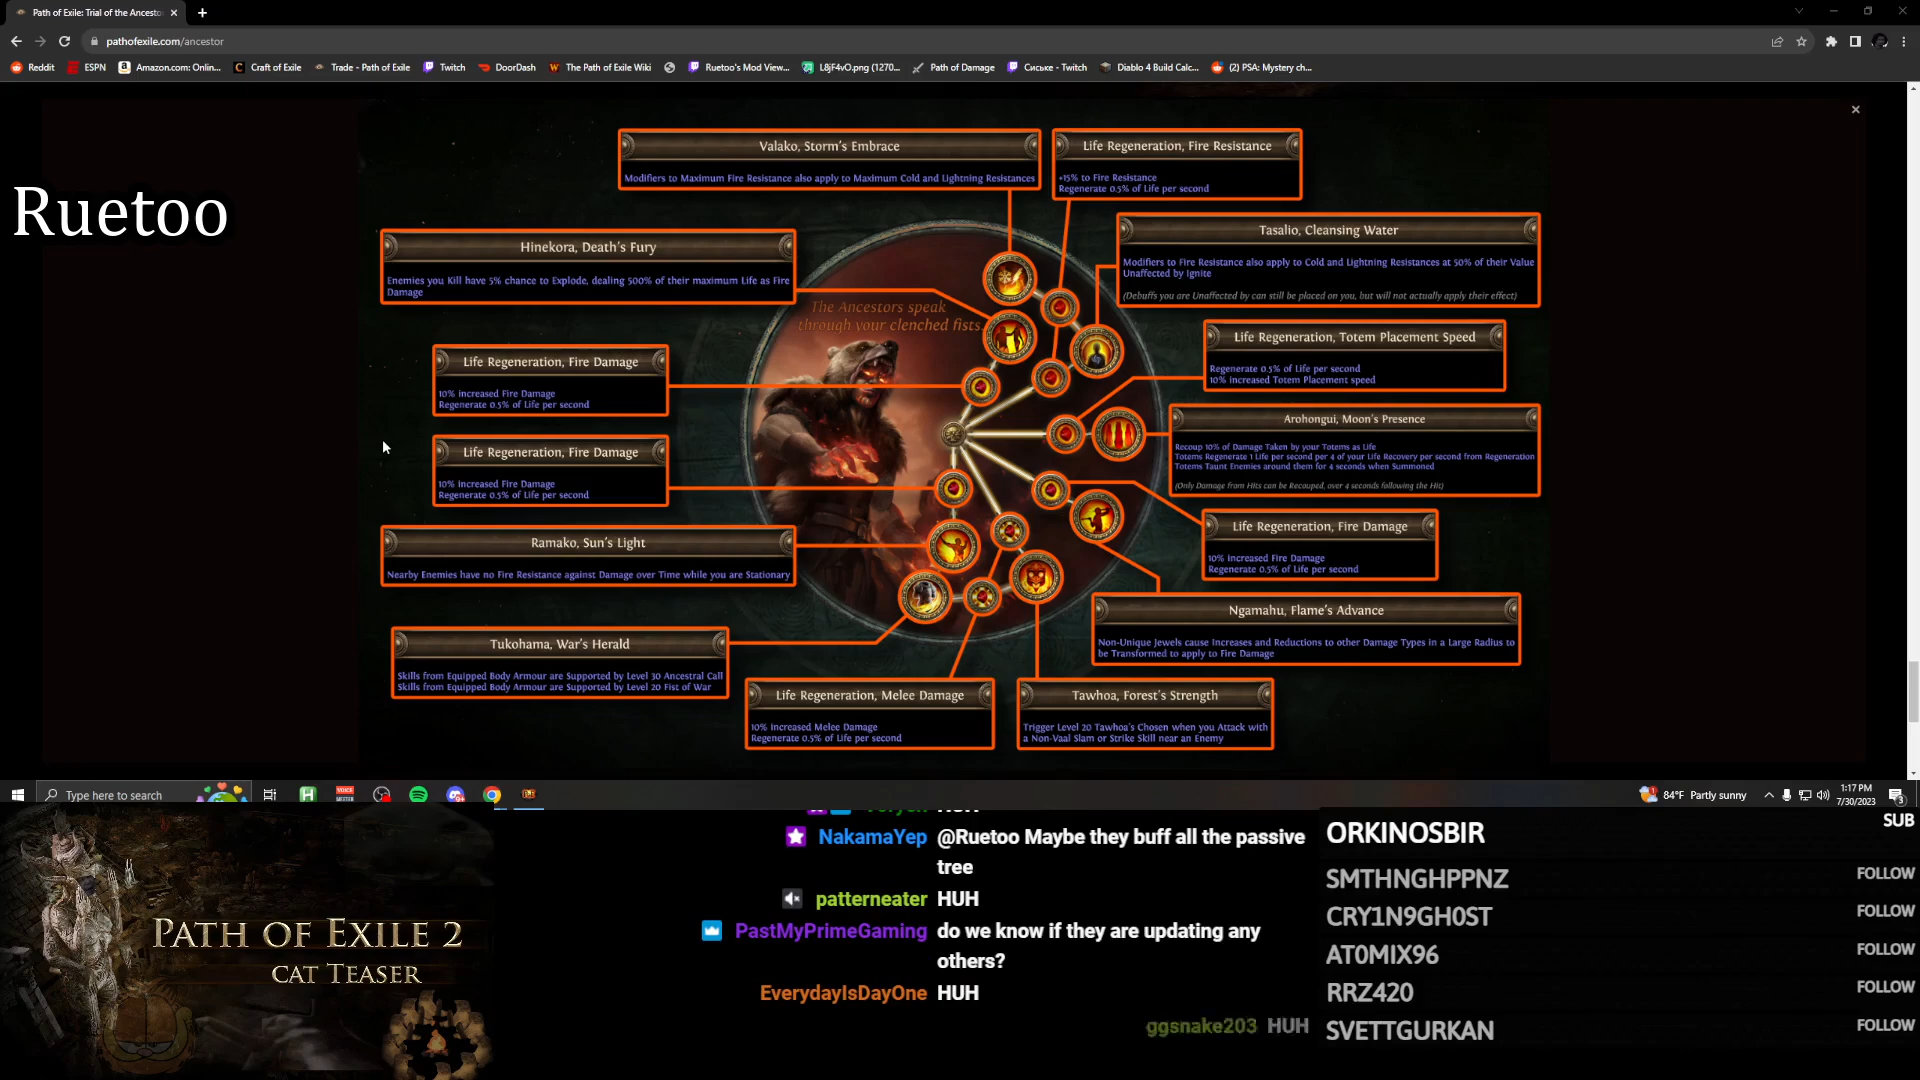 Path of Exile: Trial of the Ancesto
pathofexile.com/ancestor
Reddit ESPN Amazon.com: Onlin... Craft of Exile Trade - Path of Exile Twitch DoorDash The Path of Exile Wiki Ruetoo's Mod View... L8jF4vO.png (1270... Path of Damage Сиське - Twitch Diablo 4 Build Calc... (2) PSA: Mystery ch...
Ruetoo
Valako, Storm's Embrace
Modifiers to Maximum Fire Resistance also apply to Maximum Cold and Lightning Resistances
Life Regeneration, Fire Resistance
+15% to Fire Resistance
Regenerate 0.5% of Life per second
Hinekora, Death's Fury
Enemies you Kill have 5% chance to Explode, dealing 500% of their maximum Life as Fire
Damage
Tasalio, Cleansing Water
Modifiers to Fire Resistance also apply to Cold and Lightning Resistances at 50% of their Value
Unaffected by Ignite
(Debuffs you are Unaffected by can still be placed on you, but will not actually apply their effect)
The Ancestors speak
through your clenched fists.
Life Regeneration, Fire Damage
10% increased Fire Damage
Regenerate 0.5% of Life per second
Life Regeneration, Totem Placement Speed
Regenerate 0.5% of Life per second
10% increased Totem Placement speed
Life Regeneration, Fire Damage
10% increased Fire Damage
Regenerate 0.5% of Life per second
Arohongui, Moon's Presence
Recoup 10% of Damage Taken by your Totems as Life
Totems Regenerate 1 Life per second per 4 of your Life Recovery per second from Regeneration
Totems Taunt Enemies around them for 4 seconds when Summoned
(Only Damage from Hits can be Recouped, over 4 seconds following the Hit)
Ramako, Sun's Light
Nearby Enemies have no Fire Resistance against Damage over Time while you are Stationary
Life Regeneration, Fire Damage
10% increased Fire Damage
Regenerate 0.5% of Life per second
Tukohama, War's Herald
Skills from Equipped Body Armour are Supported by Level 30 Ancestral Call
Skills from Equipped Body Armour are Supported by Level 20 Fist of War
Ngamahu, Flame's Advance
Non-Unique Jewels cause Increases and Reductions to other Damage Types in a Large Radius to
be Transformed to apply to Fire Damage
Life Regeneration, Melee Damage
10% increased Melee Damage
Regenerate 0.5% of Life per second
Tawhoa, Forest's Strength
Trigger Level 20 Tawhoa's Chosen when you Attack with
a Non-Vaal Slam or Strike Skill near an Enemy
Type here to search
84°F Partly sunny
1:17 PM
7/30/2023
3
NakamaYep @Ruetoo Maybe they buff all the passive
tree
patterneater HUH
PastMyPrimeGaming do we know if they are updating any
others?
EverydayIsDayOne HUH
ggsnake203 HUH
PATH OF EXILE 2
CAT TEASER
ORKINOSBIR SUB
SMTHNGHPPNZ FOLLOW
CRY1N9GH0ST FOLLOW
AT0MIX96 FOLLOW
RRZ420 FOLLOW
SVETTGURKAN FOLLOW